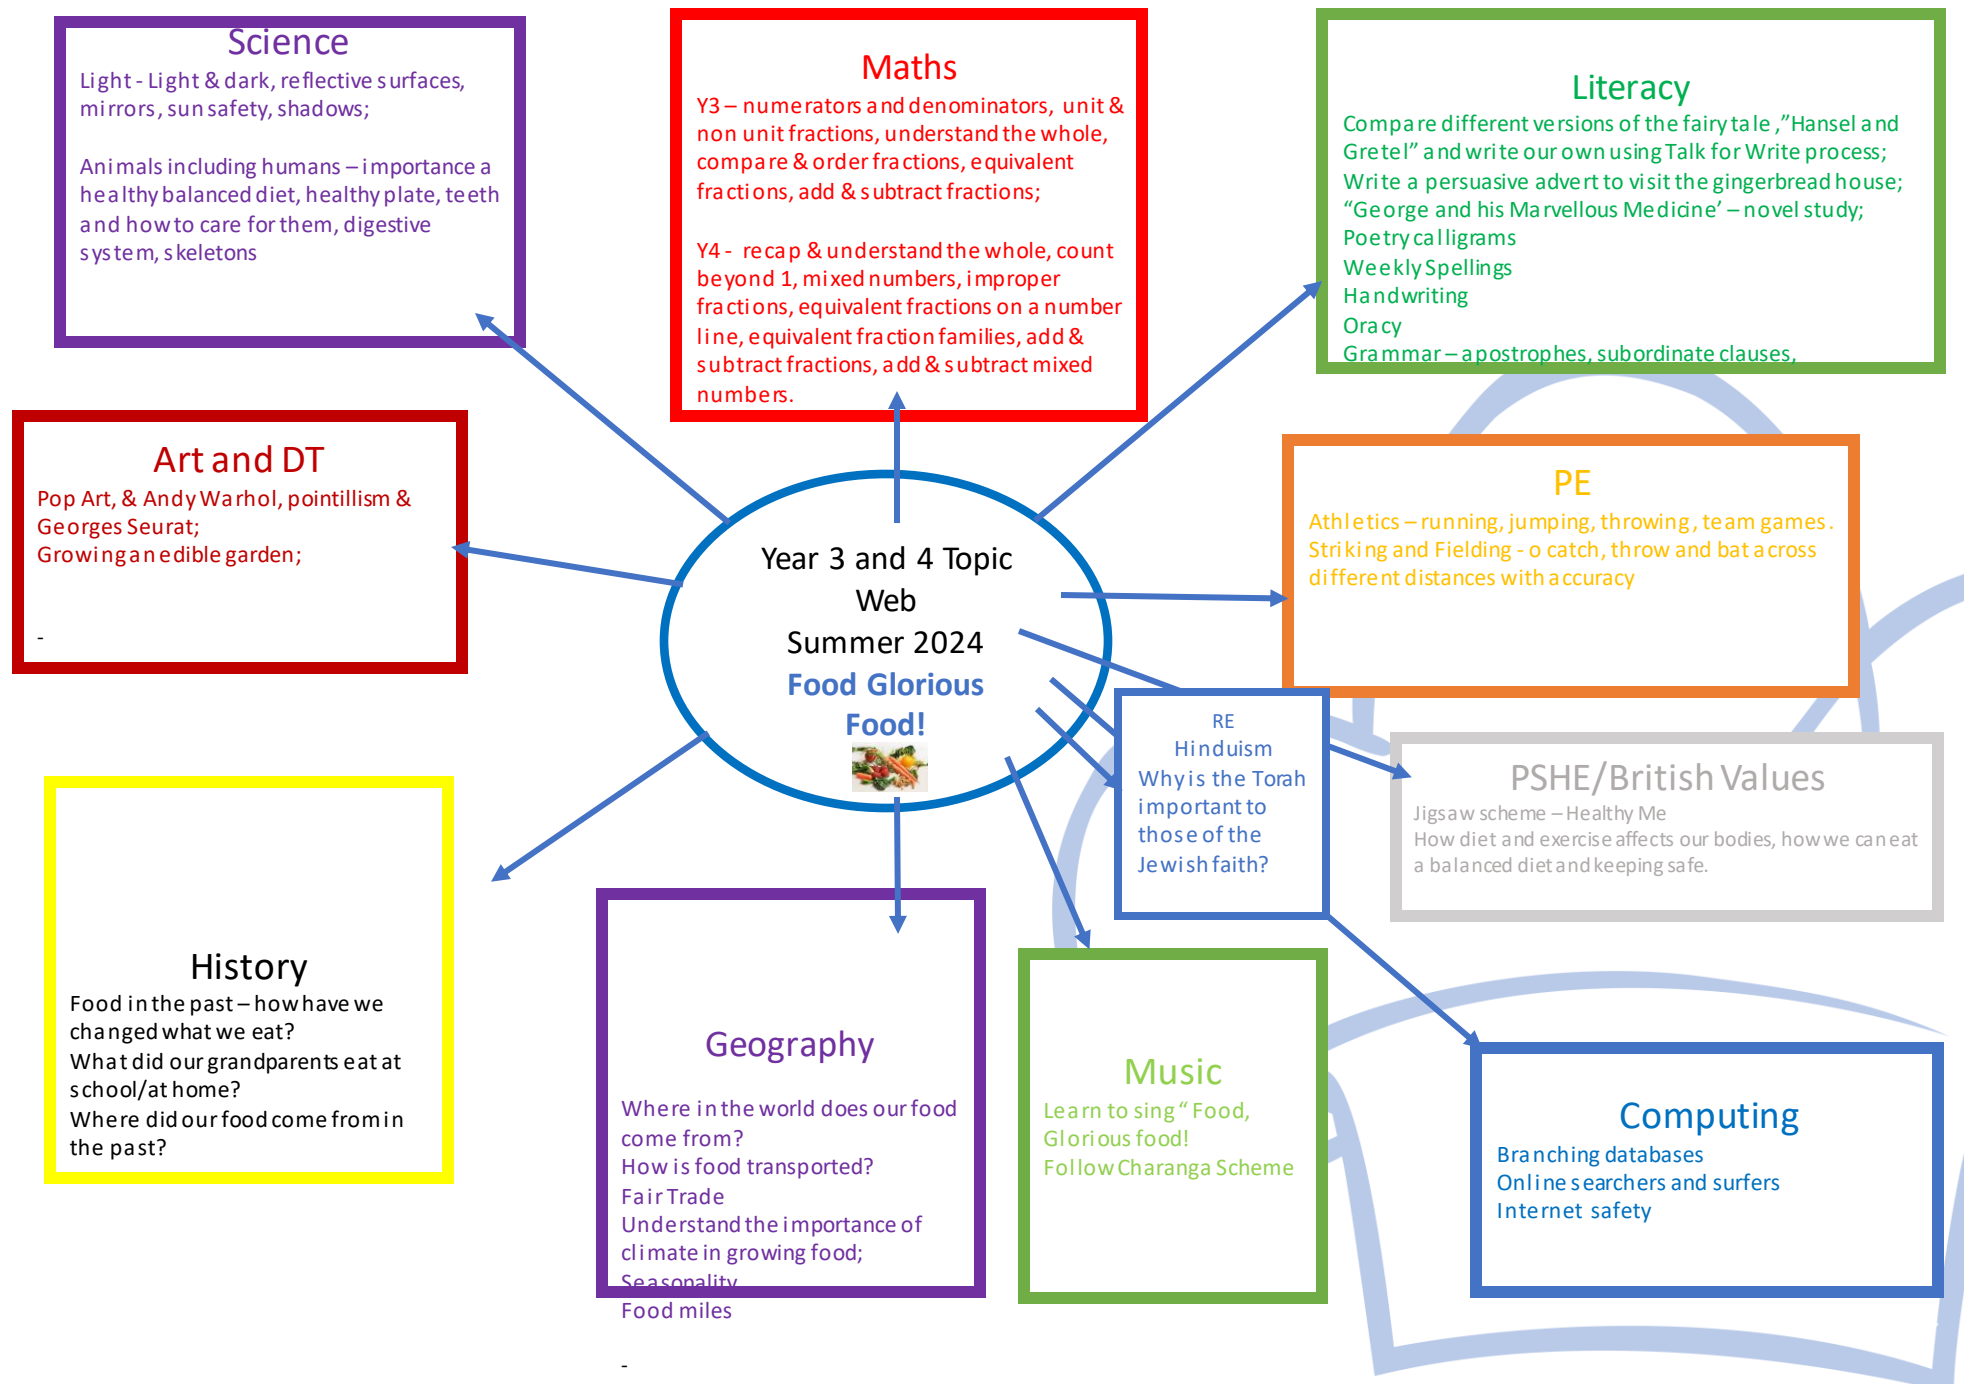 Science
Light - Light & dark, reflective surfaces,
mirrors, sun safety, shadows;
Animals including humans – importance a
healthy balanced diet, healthy plate, teeth
and how to care for them, digestive
system, skeletons
Maths
Y3 – numerators and denominators, unit &
non unit fractions, understand the whole,
compare & order fractions, equivalent
fractions, add & subtract fractions;
Y4 - recap & understand the whole, count
beyond 1, mixed numbers, improper
fractions, equivalent fractions on a number
line, equivalent fraction families, add &
subtract fractions, add & subtract mixed
numbers.
Literacy
Compare different versions of the fairy tale ,”Hansel and
Gretel” and write our own using Talk for Write process;
Write a persuasive advert to visit the gingerbread house;
“George and his Marvellous Medicine’ – novel study;
Poetry calligrams
Weekly Spellings
Handwriting
Oracy
Grammar – apostrophes, subordinate clauses,
Art and DT
Pop Art, & Andy Warhol, pointillism &
Georges Seurat;
Growing an edible garden;
-
Year 3 and 4 Topic
Web
Summer 2024
Food Glorious
Food!
PE
Athletics – running, jumping, throwing , team games .
Striking and Fielding - o catch, throw and bat across
different distances with accuracy
RE
Hinduism
Why is the Torah
important to
those of the
Jewish faith?
PSHE/British Values
Jigsaw scheme – Healthy Me
How diet and exercise affects our bodies, how we can eat
a balanced diet and keeping safe.
History
Food in the past – how have we
changed what we eat?
What did our grandparents eat at
school/at home?
Where did our food come from in
the past?
Geography
Where in the world does our food
come from?
How is food transported?
Fair Trade
Understand the importance of
climate in growing food;
Seasonality
Food miles
-
Music
Learn to sing “ Food,
Glorious food!
Follow Charanga Scheme
Computing
Branching databases
Online searchers and surfers
Internet safety